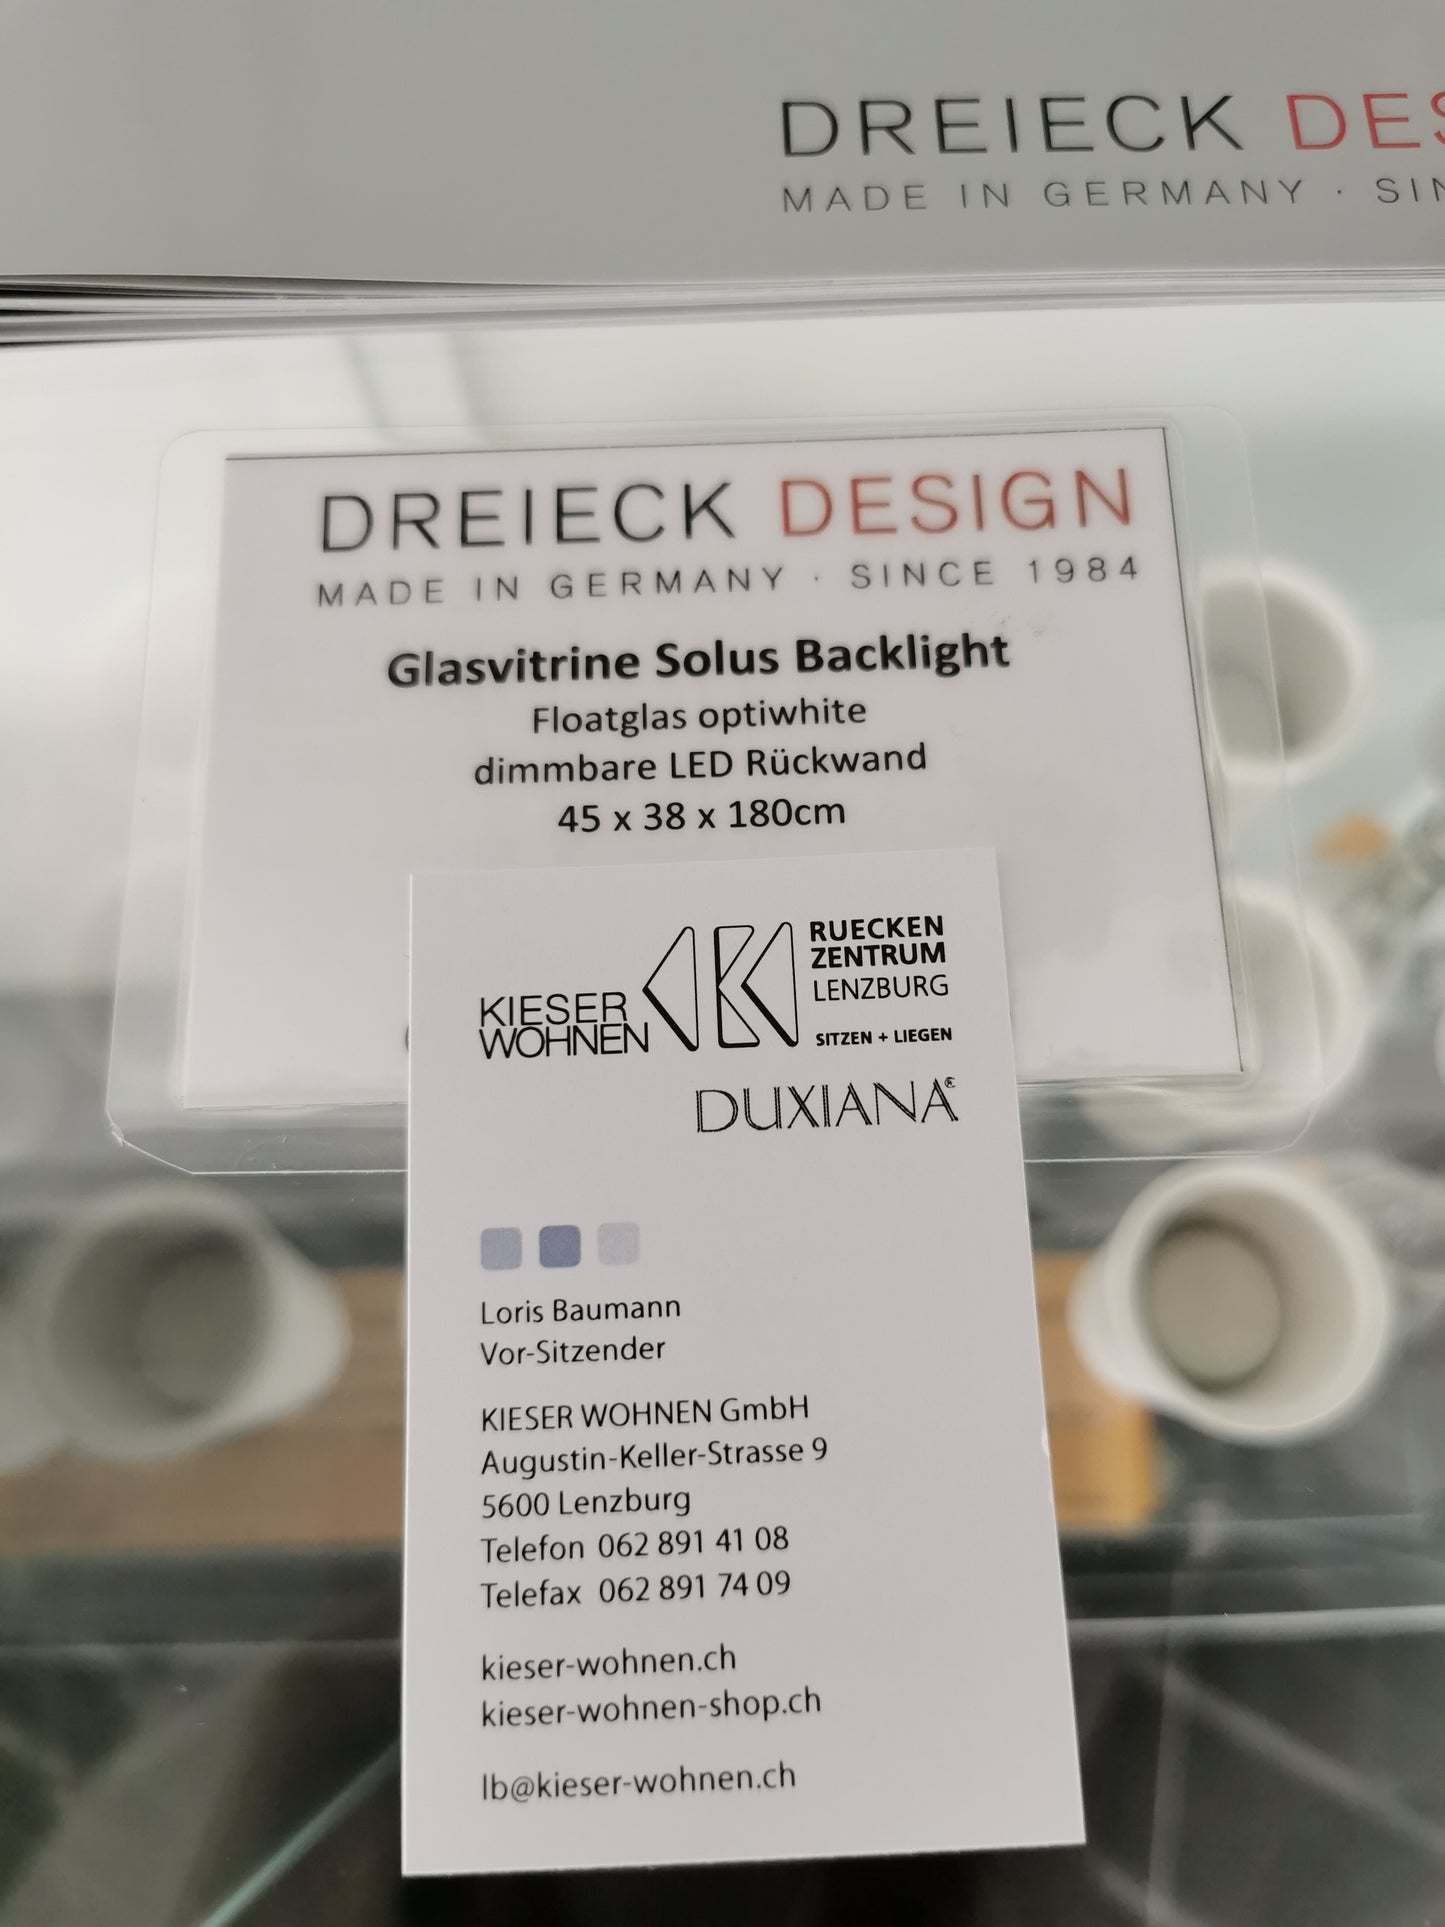 DREIECK DES
MADE IN GERMANY · SIN
DREIECK DESIGN
MADE IN GERMANY · SINCE 1984
Glasvitrine Solus Backlight
Floatglas optiwhite
dimmbare LED Rückwand
45 x 38 x 180cm
KIESER
WOHNEN
RUECKEN
ZENTRUM
LENZBURG
SITZEN + LIEGEN
DUXIANA®
Loris Baumann
Vor-Sitzender
KIESER WOHNEN GmbH
Augustin-Keller-Strasse 9
5600 Lenzburg
Telefon 062 891 41 08
Telefax 062 891 74 09
kieser-wohnen.ch
kieser-wohnen-shop.ch
lb@kieser-wohnen.ch